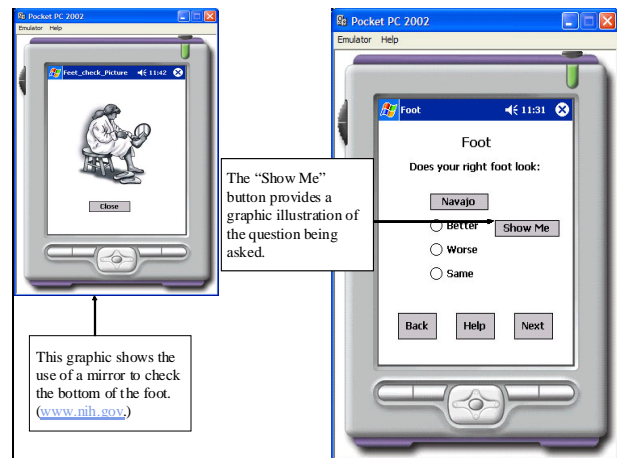 Pocket PC 2002
Emulator Help
Feet_check_Picture 11:42
Close
This graphic shows the
use of a mirror to check
the bottom of the foot.
(www.nih.gov,)
The “Show Me”
button provides a
graphic illustration of
the question being
asked.
Pocket PC 2002
Emulator Help
Foot 11:31
Foot
Does your right foot look:
Navajo
Better
Show Me
Worse
Same
Back Help Next